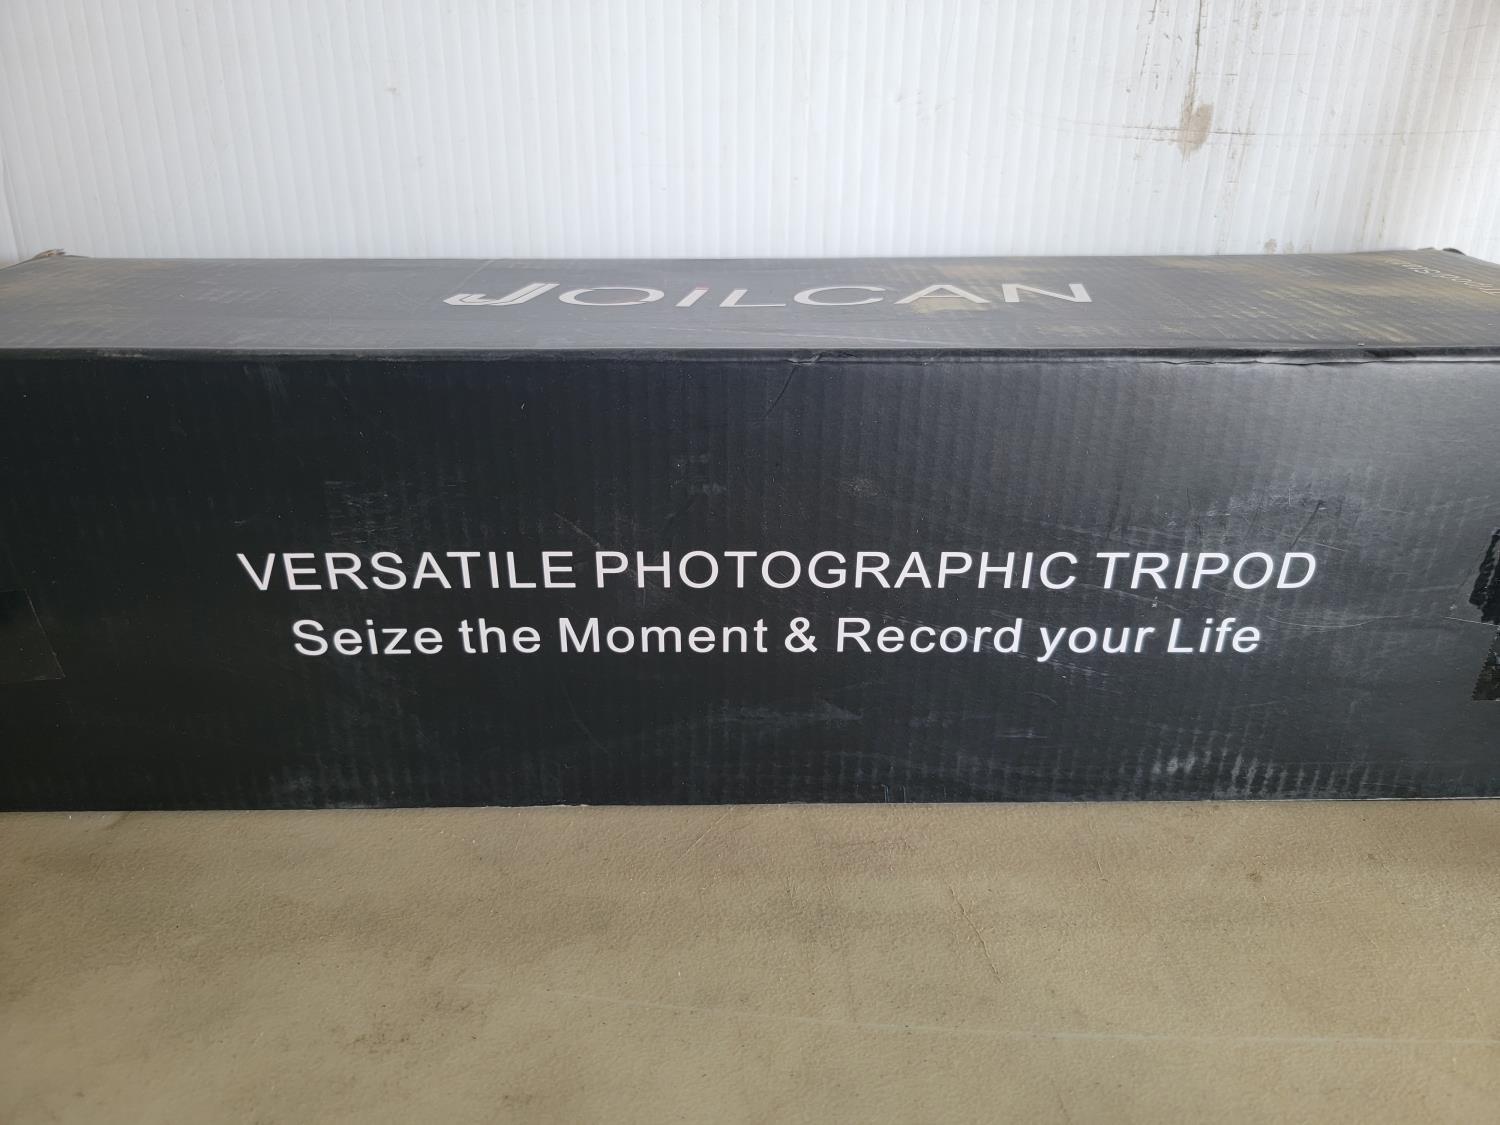 JOILCAN
VERSATILE PHOTOGRAPHIC TRIPOD
Seize the Moment & Record your Life